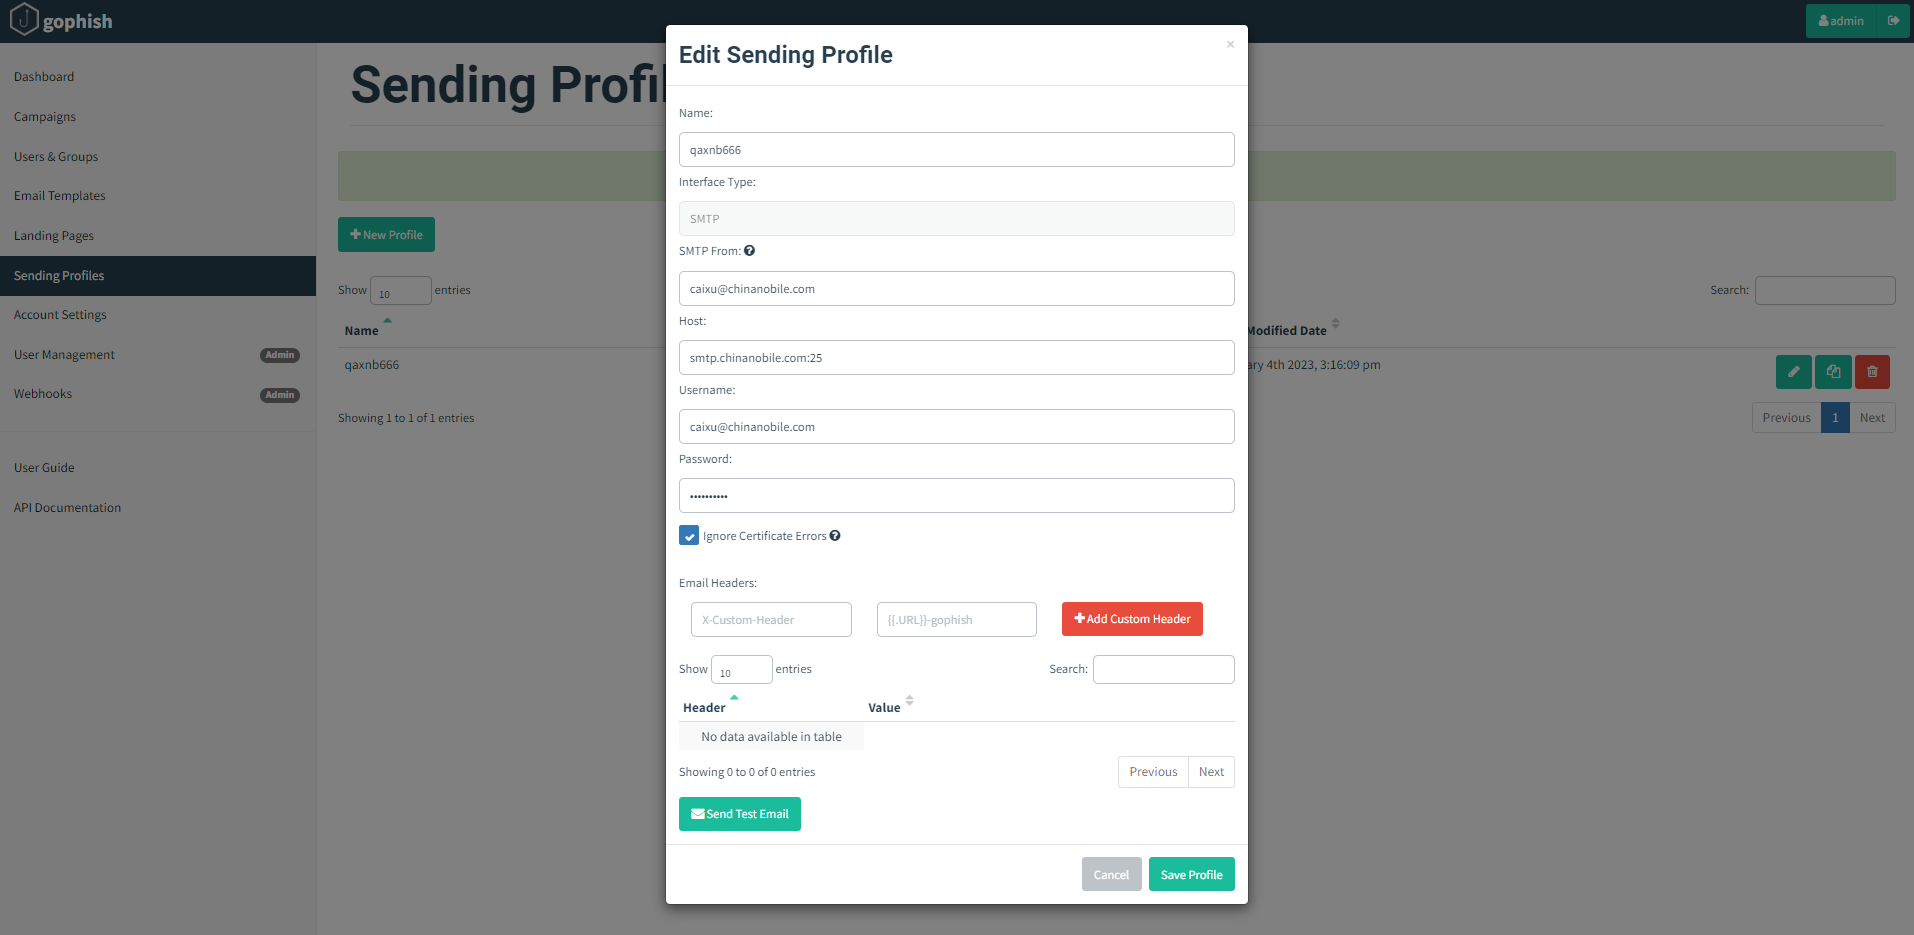 gophish
admin
Dashboard
Campaigns
Users & Groups
Email Templates
Landing Pages
Sending Profiles
Account Settings
User Management Admin
Webhooks Admin
User Guide
API Documentation
Sending Profil
New Profile
Show 10 entries
Search:
Name
Modified Date
qaxnb666
ary 4th 2023, 3:16:09 pm
Showing 1 to 1 of 1 entries
Previous 1 Next
Edit Sending Profile
×
Name:
qaxnb666
Interface Type:
SMTP
SMTP From:
caixu@chinanobile.com
Host:
smtp.chinanobile.com:25
Username:
caixu@chinanobile.com
Password:
••••••••••
Ignore Certificate Errors
Email Headers:
X-Custom-Header {{.URL}}-gophish Add Custom Header
Show 10 entries Search:
Header Value
No data available in table
Showing 0 to 0 of 0 entries Previous Next
Send Test Email
Cancel Save Profile